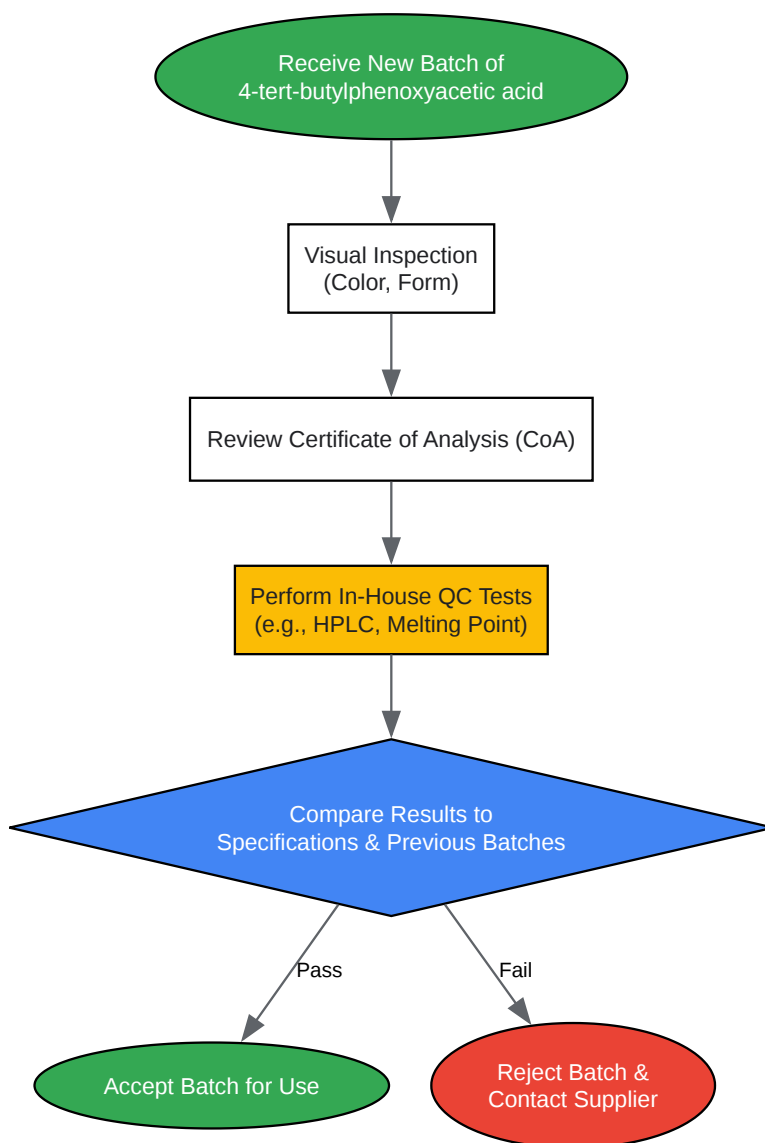 Receive New Batch of
4-tert-butylphenoxyacetic acid
Visual Inspection
(Color, Form)
Review Certificate of Analysis (CoA)
Perform In-House QC Tests
(e.g., HPLC, Melting Point)
Compare Results to
Specifications & Previous Batches
Pass
Fail
Accept Batch for Use
Reject Batch &
Contact Supplier